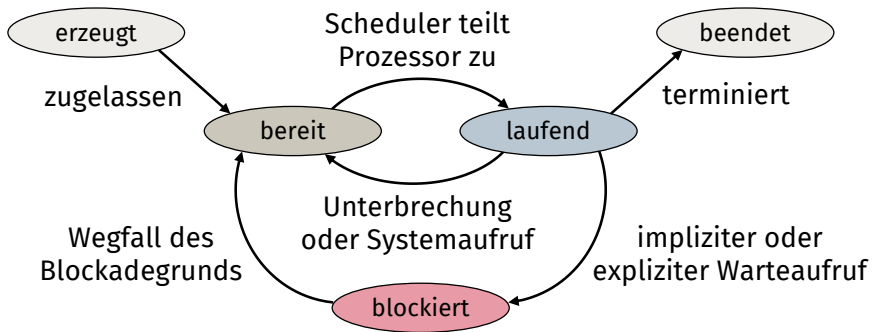 erzeugt
Scheduler teilt
Prozessor zu
beendet
zugelassen
terminiert
bereit
laufend
Unterbrechung
oder Systemaufruf
Wegfall des
Blockadegrunds
impliziter oder
expliziter Warteaufruf
blockiert